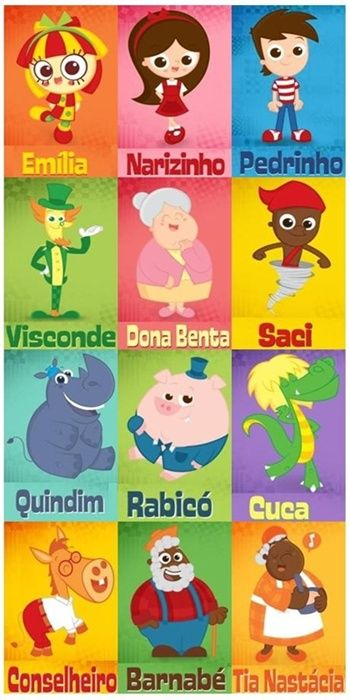 Emília
Narizinho
Pedrinho
Visconde
Dona Benta
Saci
Quindim
Rabicó
Cuca
Conselheiro
Barnabé
Tia Nastácia